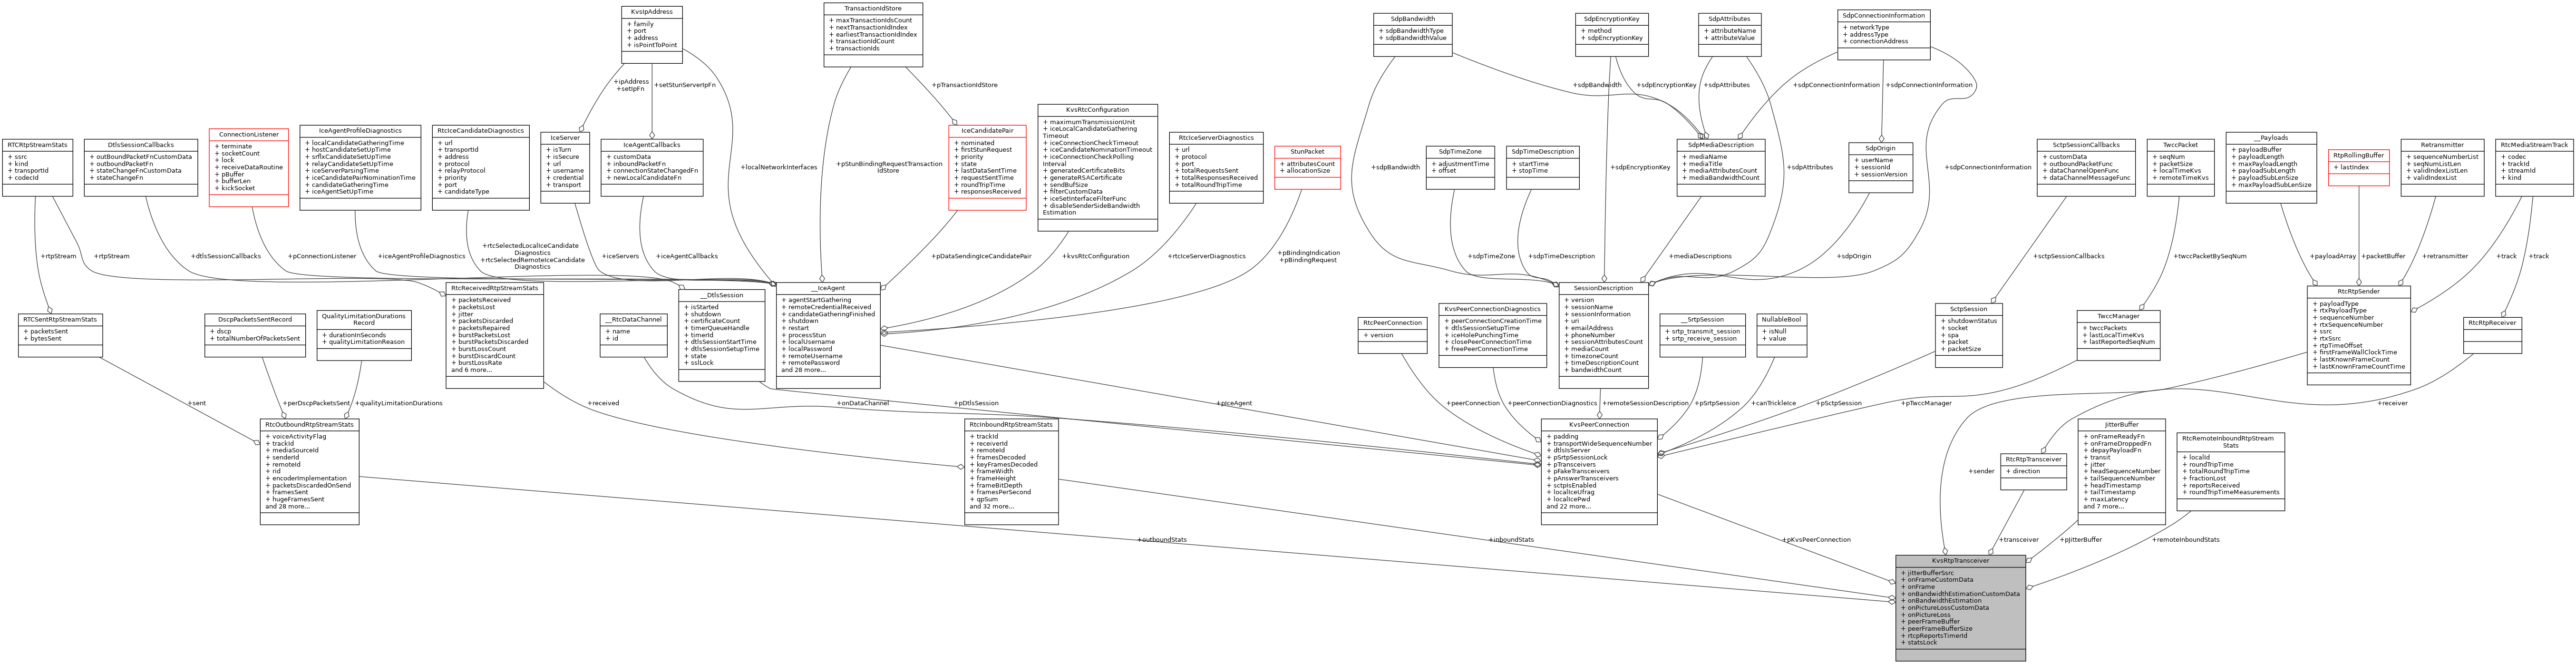 KvsIpAddress
+ family
+ port
+ address
+ isPointToPoint
TransactionIdStore
+ maxTransactionIdsCount
+ nextTransactionIdIndex
+ earliestTransactionIdIndex
+ transactionIdCount
+ transactionIds
SdpBandwidth
+ sdpBandwidthType
+ sdpBandwidthValue
SdpEncryptionKey
+ method
+ sdpEncryptionKey
SdpAttributes
+ attributeName
+ attributeValue
SdpConnectionInformation
+ networkType
+ addressType
+ connectionAddress
+ipAddress
+setIpFn
+setStunServerIpFn
+pTransactionIdStore
+sdpBandwidth
+sdpEncryptionKey
+sdpAttributes
+sdpConnectionInformation
+sdpConnectionInformation
RTCRtpStreamStats
+ ssrc
+ kind
+ transportId
+ codecId
DtlsSessionCallbacks
+ outBoundPacketFnCustomData
+ outboundPacketFn
+ stateChangeFnCustomData
+ stateChangeFn
ConnectionListener
+ terminate
+ socketCount
+ lock
+ receiveDataRoutine
+ pBuffer
+ bufferLen
+ kickSocket
IceAgentProfileDiagnostics
+ localCandidateGatheringTime
+ hostCandidateSetUpTime
+ srflxCandidateSetUpTime
+ relayCandidateSetUpTime
+ iceServerParsingTime
+ iceCandidatePairNominationTime
+ candidateGatheringTime
+ iceAgentSetUpTime
RtcIceCandidateDiagnostics
+ url
+ transportId
+ address
+ protocol
+ relayProtocol
+ priority
+ port
+ candidateType
IceServer
+ isTurn
+ isSecure
+ url
+ username
+ credential
+ transport
IceAgentCallbacks
+ customData
+ inboundPacketFn
+ connectionStateChangedFn
+ newLocalCandidateFn
+localNetworkInterfaces
+pStunBindingRequestTransaction
IdStore
IceCandidatePair
+ nominated
+ firstStunRequest
+ priority
+ state
+ lastDataSentTime
+ requestSentTime
+ roundTripTime
+ responsesReceived
KvsRtcConfiguration
+ maximumTransmissionUnit
+ iceLocalCandidateGathering
Timeout
+ iceConnectionCheckTimeout
+ iceCandidateNominationTimeout
+ iceConnectionCheckPolling
Interval
+ generatedCertificateBits
+ generateRSACertificate
+ sendBufSize
+ filterCustomData
+ iceSetInterfaceFilterFunc
+ disableSenderSideBandwidth
Estimation
RtcIceServerDiagnostics
+ url
+ protocol
+ port
+ totalRequestsSent
+ totalResponsesReceived
+ totalRoundTripTime
StunPacket
+ attributesCount
+ allocationSize
+sdpBandwidth
SdpTimeZone
+ adjustmentTime
+ offset
SdpTimeDescription
+ startTime
+ stopTime
+sdpEncryptionKey
SdpMediaDescription
+ mediaName
+ mediaTitle
+ mediaAttributesCount
+ mediaBandwidthCount
+sdpAttributes
SdpOrigin
+ userName
+ sessionId
+ sessionVersion
+sdpConnectionInformation
SctpSessionCallbacks
+ customData
+ outboundPacketFunc
+ dataChannelOpenFunc
+ dataChannelMessageFunc
TwccPacket
+ seqNum
+ packetSize
+ localTimeKvs
+ remoteTimeKvs
__Payloads
+ payloadBuffer
+ payloadLength
+ maxPayloadLength
+ payloadSubLength
+ payloadSubLenSize
+ maxPayloadSubLenSize
RtpRollingBuffer
+ lastIndex
Retransmitter
+ sequenceNumberList
+ seqNumListLen
+ validIndexListLen
+ validIndexList
RtcMediaStreamTrack
+ codec
+ trackId
+ streamId
+ kind
+rtpStream
+rtpStream
+dtlsSessionCallbacks
+pConnectionListener
+iceAgentProfileDiagnostics
+rtcSelectedLocalIceCandidate
Diagnostics
+rtcSelectedRemoteIceCandidate
Diagnostics
+iceServers
+iceAgentCallbacks
+pDataSendingIceCandidatePair
+kvsRtcConfiguration
+rtcIceServerDiagnostics
+pBindingIndication
+pBindingRequest
+sdpTimeZone
+sdpTimeDescription
+mediaDescriptions
+sdpOrigin
+sctpSessionCallbacks
+twccPacketBySeqNum
+payloadArray
+packetBuffer
+retransmitter
+track
+track
RTCSentRtpStreamStats
+ packetsSent
+ bytesSent
DscpPacketsSentRecord
+ dscp
+ totalNumberOfPacketsSent
QualityLimitationDurations
Record
+ durationInSeconds
+ qualityLimitationReason
RtcReceivedRtpStreamStats
+ packetsReceived
+ packetsLost
+ jitter
+ packetsDiscarded
+ packetsRepaired
+ burstPacketsLost
+ burstPacketsDiscarded
+ burstLossCount
+ burstDiscardCount
+ burstLossRate
and 6 more...
__RtcDataChannel
+ name
+ id
__DtlsSession
+ isStarted
+ shutdown
+ certificateCount
+ timerQueueHandle
+ timerId
+ dtlsSessionStartTime
+ dtlsSessionSetupTime
+ state
+ sslLock
__IceAgent
+ agentStartGathering
+ remoteCredentialReceived
+ candidateGatheringFinished
+ shutdown
+ restart
+ processStun
+ localUsername
+ localPassword
+ remoteUsername
+ remotePassword
and 28 more...
RtcPeerConnection
+ version
KvsPeerConnectionDiagnostics
+ peerConnectionCreationTime
+ dtlsSessionSetupTime
+ iceHolePunchingTime
+ closePeerConnectionTime
+ freePeerConnectionTime
SessionDescription
+ version
+ sessionName
+ sessionInformation
+ uri
+ emailAddress
+ phoneNumber
+ sessionAttributesCount
+ mediaCount
+ timezoneCount
+ timeDescriptionCount
+ bandwidthCount
__SrtpSession
+ srtp_transmit_session
+ srtp_receive_session
NullableBool
+ isNull
+ value
SctpSession
+ shutdownStatus
+ socket
+ spa
+ packet
+ packetSize
TwccManager
+ twccPackets
+ lastLocalTimeKvs
+ lastReportedSeqNum
RtcRtpSender
+ payloadType
+ rtxPayloadType
+ sequenceNumber
+ rtxSequenceNumber
+ ssrc
+ rtxSsrc
+ rtpTimeOffset
+ firstFrameWallClockTime
+ lastKnownFrameCount
+ lastKnownFrameCountTime
RtcRtpReceiver
+sent
+perDscpPacketsSent
+qualityLimitationDurations
+received
+onDataChannel
+pDtlsSession
+pIceAgent
+peerConnection
+peerConnectionDiagnostics
+remoteSessionDescription
+pSrtpSession
+canTrickleIce
+pSctpSession
+pTwccManager
+receiver
RtcOutboundRtpStreamStats
+ voiceActivityFlag
+ trackId
+ mediaSourceId
+ senderId
+ remoteId
+ rid
+ encoderImplementation
+ packetsDiscardedOnSend
+ framesSent
+ hugeFramesSent
and 28 more...
RtcInboundRtpStreamStats
+ trackId
+ receiverId
+ remoteId
+ framesDecoded
+ keyFramesDecoded
+ frameWidth
+ frameHeight
+ frameBitDepth
+ framesPerSecond
+ qpSum
and 32 more...
KvsPeerConnection
+ padding
+ transportWideSequenceNumber
+ dtlsIsServer
+ pSrtpSessionLock
+ pTransceivers
+ pFakeTransceivers
+ pAnswerTransceivers
+ sctpIsEnabled
+ localIceUfrag
+ localIcePwd
and 22 more...
+sender
RtcRtpTransceiver
+ direction
JitterBuffer
+ onFrameReadyFn
+ onFrameDroppedFn
+ depayPayloadFn
+ transit
+ jitter
+ headSequenceNumber
+ tailSequenceNumber
+ headTimestamp
+ tailTimestamp
+ maxLatency
and 7 more...
RtcRemoteInboundRtpStream
Stats
+ localId
+ roundTripTime
+ totalRoundTripTime
+ fractionLost
+ reportsReceived
+ roundTripTimeMeasurements
+outboundStats
+inboundStats
+pKvsPeerConnection
+transceiver
+pJitterBuffer
+remoteInboundStats
KvsRtpTransceiver
+ jitterBufferSsrc
+ onFrameCustomData
+ onFrame
+ onBandwidthEstimationCustomData
+ onBandwidthEstimation
+ onPictureLossCustomData
+ onPictureLoss
+ peerFrameBuffer
+ peerFrameBufferSize
+ rtcpReportsTimerId
+ statsLock